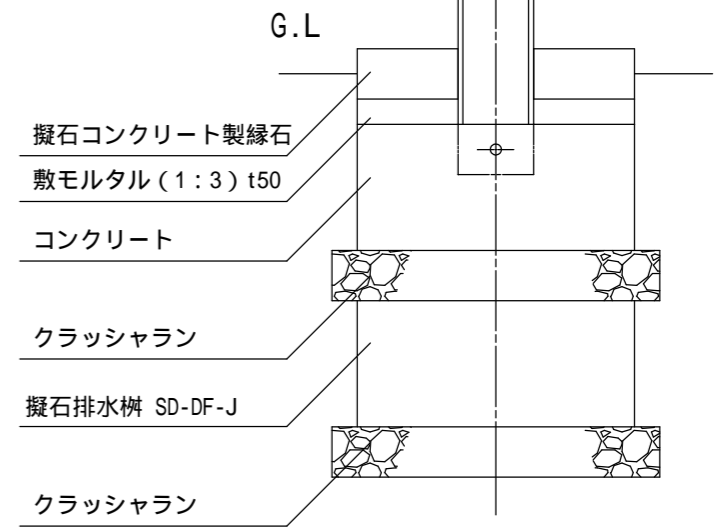 G.L
擬石コンクリート製縁石
敷モルタル(1:3)t50
コンクリート
クラッシャラン
擬石排水桝 SD-DF-J
クラッシャラン